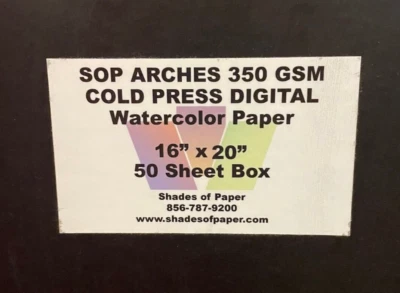 SOP ARCHES 350 GSM
COLD PRESS DIGITAL
Watercolor Paper
16” x 20”
50 Sheet Box
Shades of Paper
856-787-9200
www.shadesofpaper.com